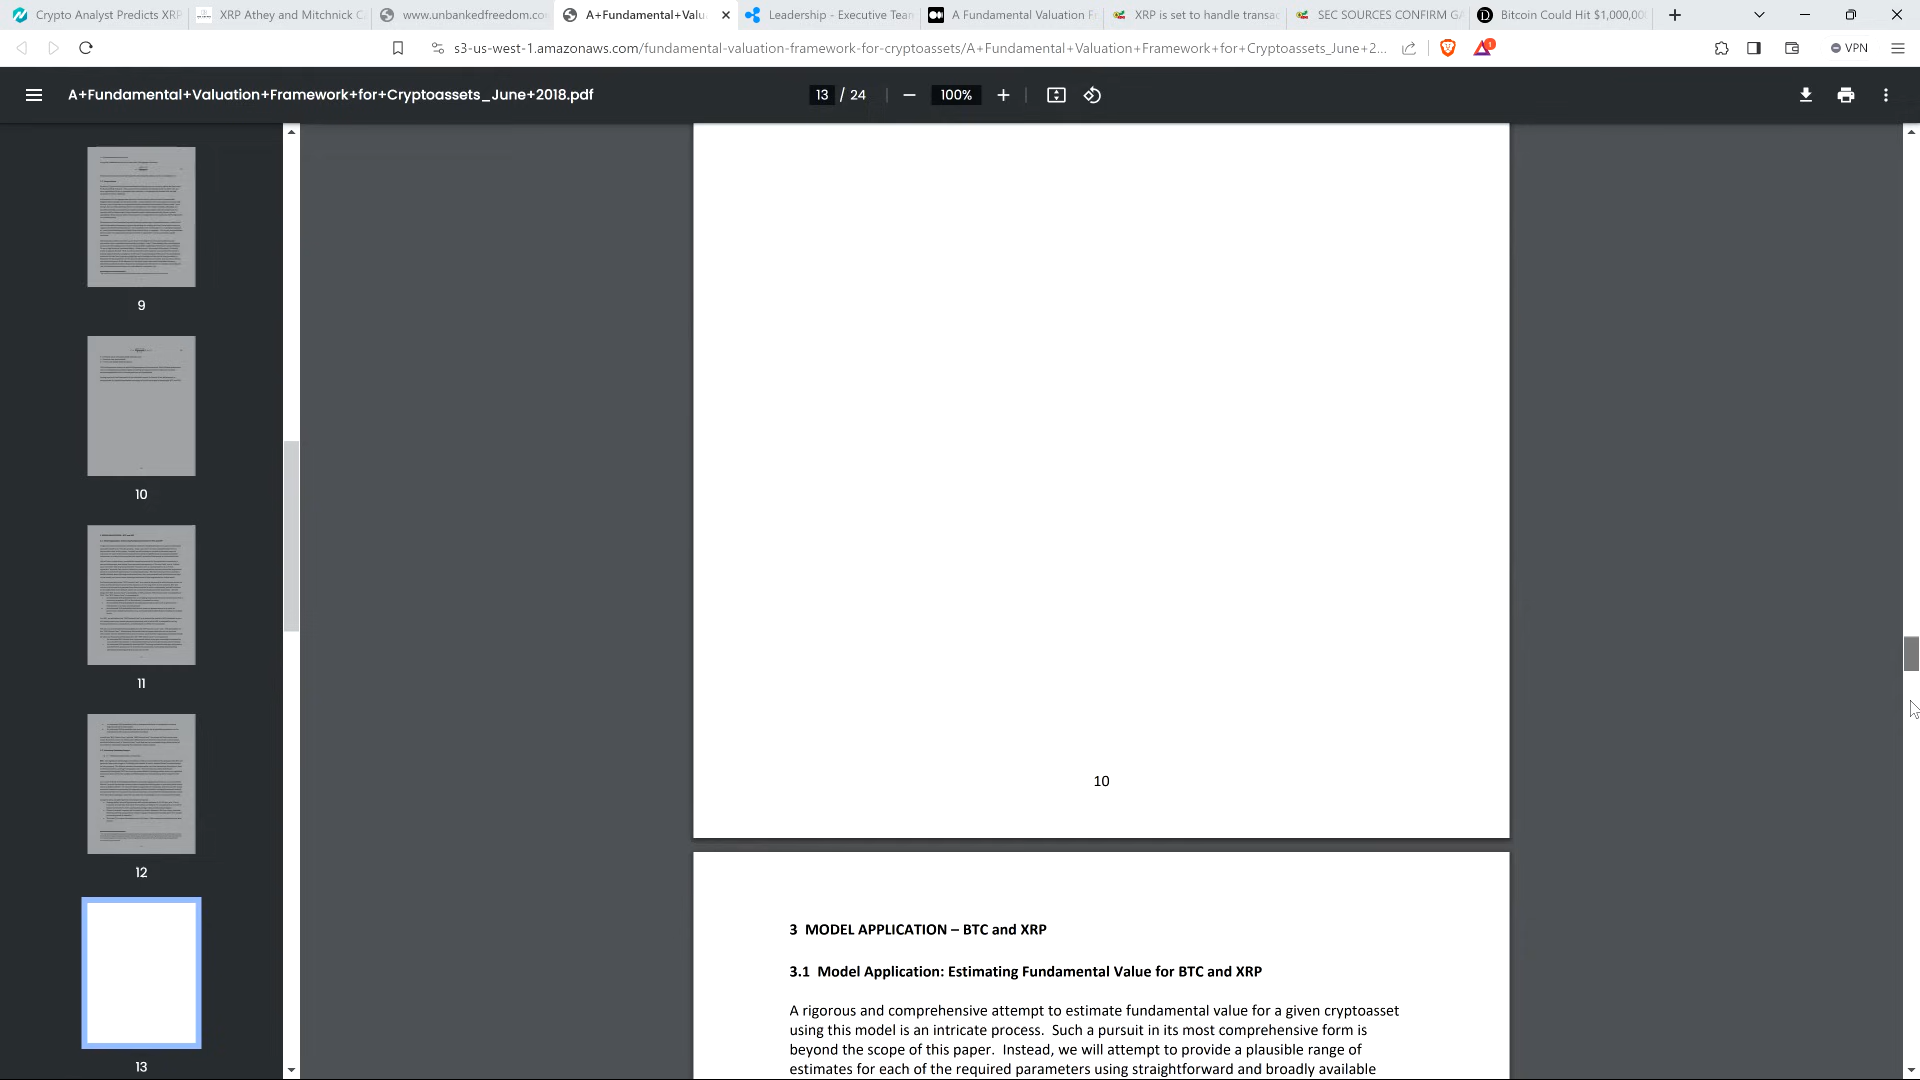 Crypto Analyst Predicts XRP
XRP Athey and Mitchnick C
www.unbankedfreedom.co
A+Fundamental+Valu
Leadership - Executive Team
A Fundamental Valuation F
XRP is set to handle transac
SEC SOURCES CONFIRM GA
Bitcoin Could Hit $1,000,00
s3-us-west-1.amazonaws.com/fundamental-valuation-framework-for-cryptoassets/A+Fundamental+Valuation+Framework+for+Cryptoassets_June+2...
1
VPN
A+Fundamental+Valuation+Framework+for+Cryptoassets_June+2018.pdf
13 / 24
100%
9
10
11
12
13
10
3 MODEL APPLICATION – BTC and XRP
3.1 Model Application: Estimating Fundamental Value for BTC and XRP
A rigorous and comprehensive attempt to estimate fundamental value for a given cryptoasset
using this model is an intricate process. Such a pursuit in its most comprehensive form is
beyond the scope of this paper. Instead, we will attempt to provide a plausible range of
estimates for each of the required parameters using straightforward and broadly available